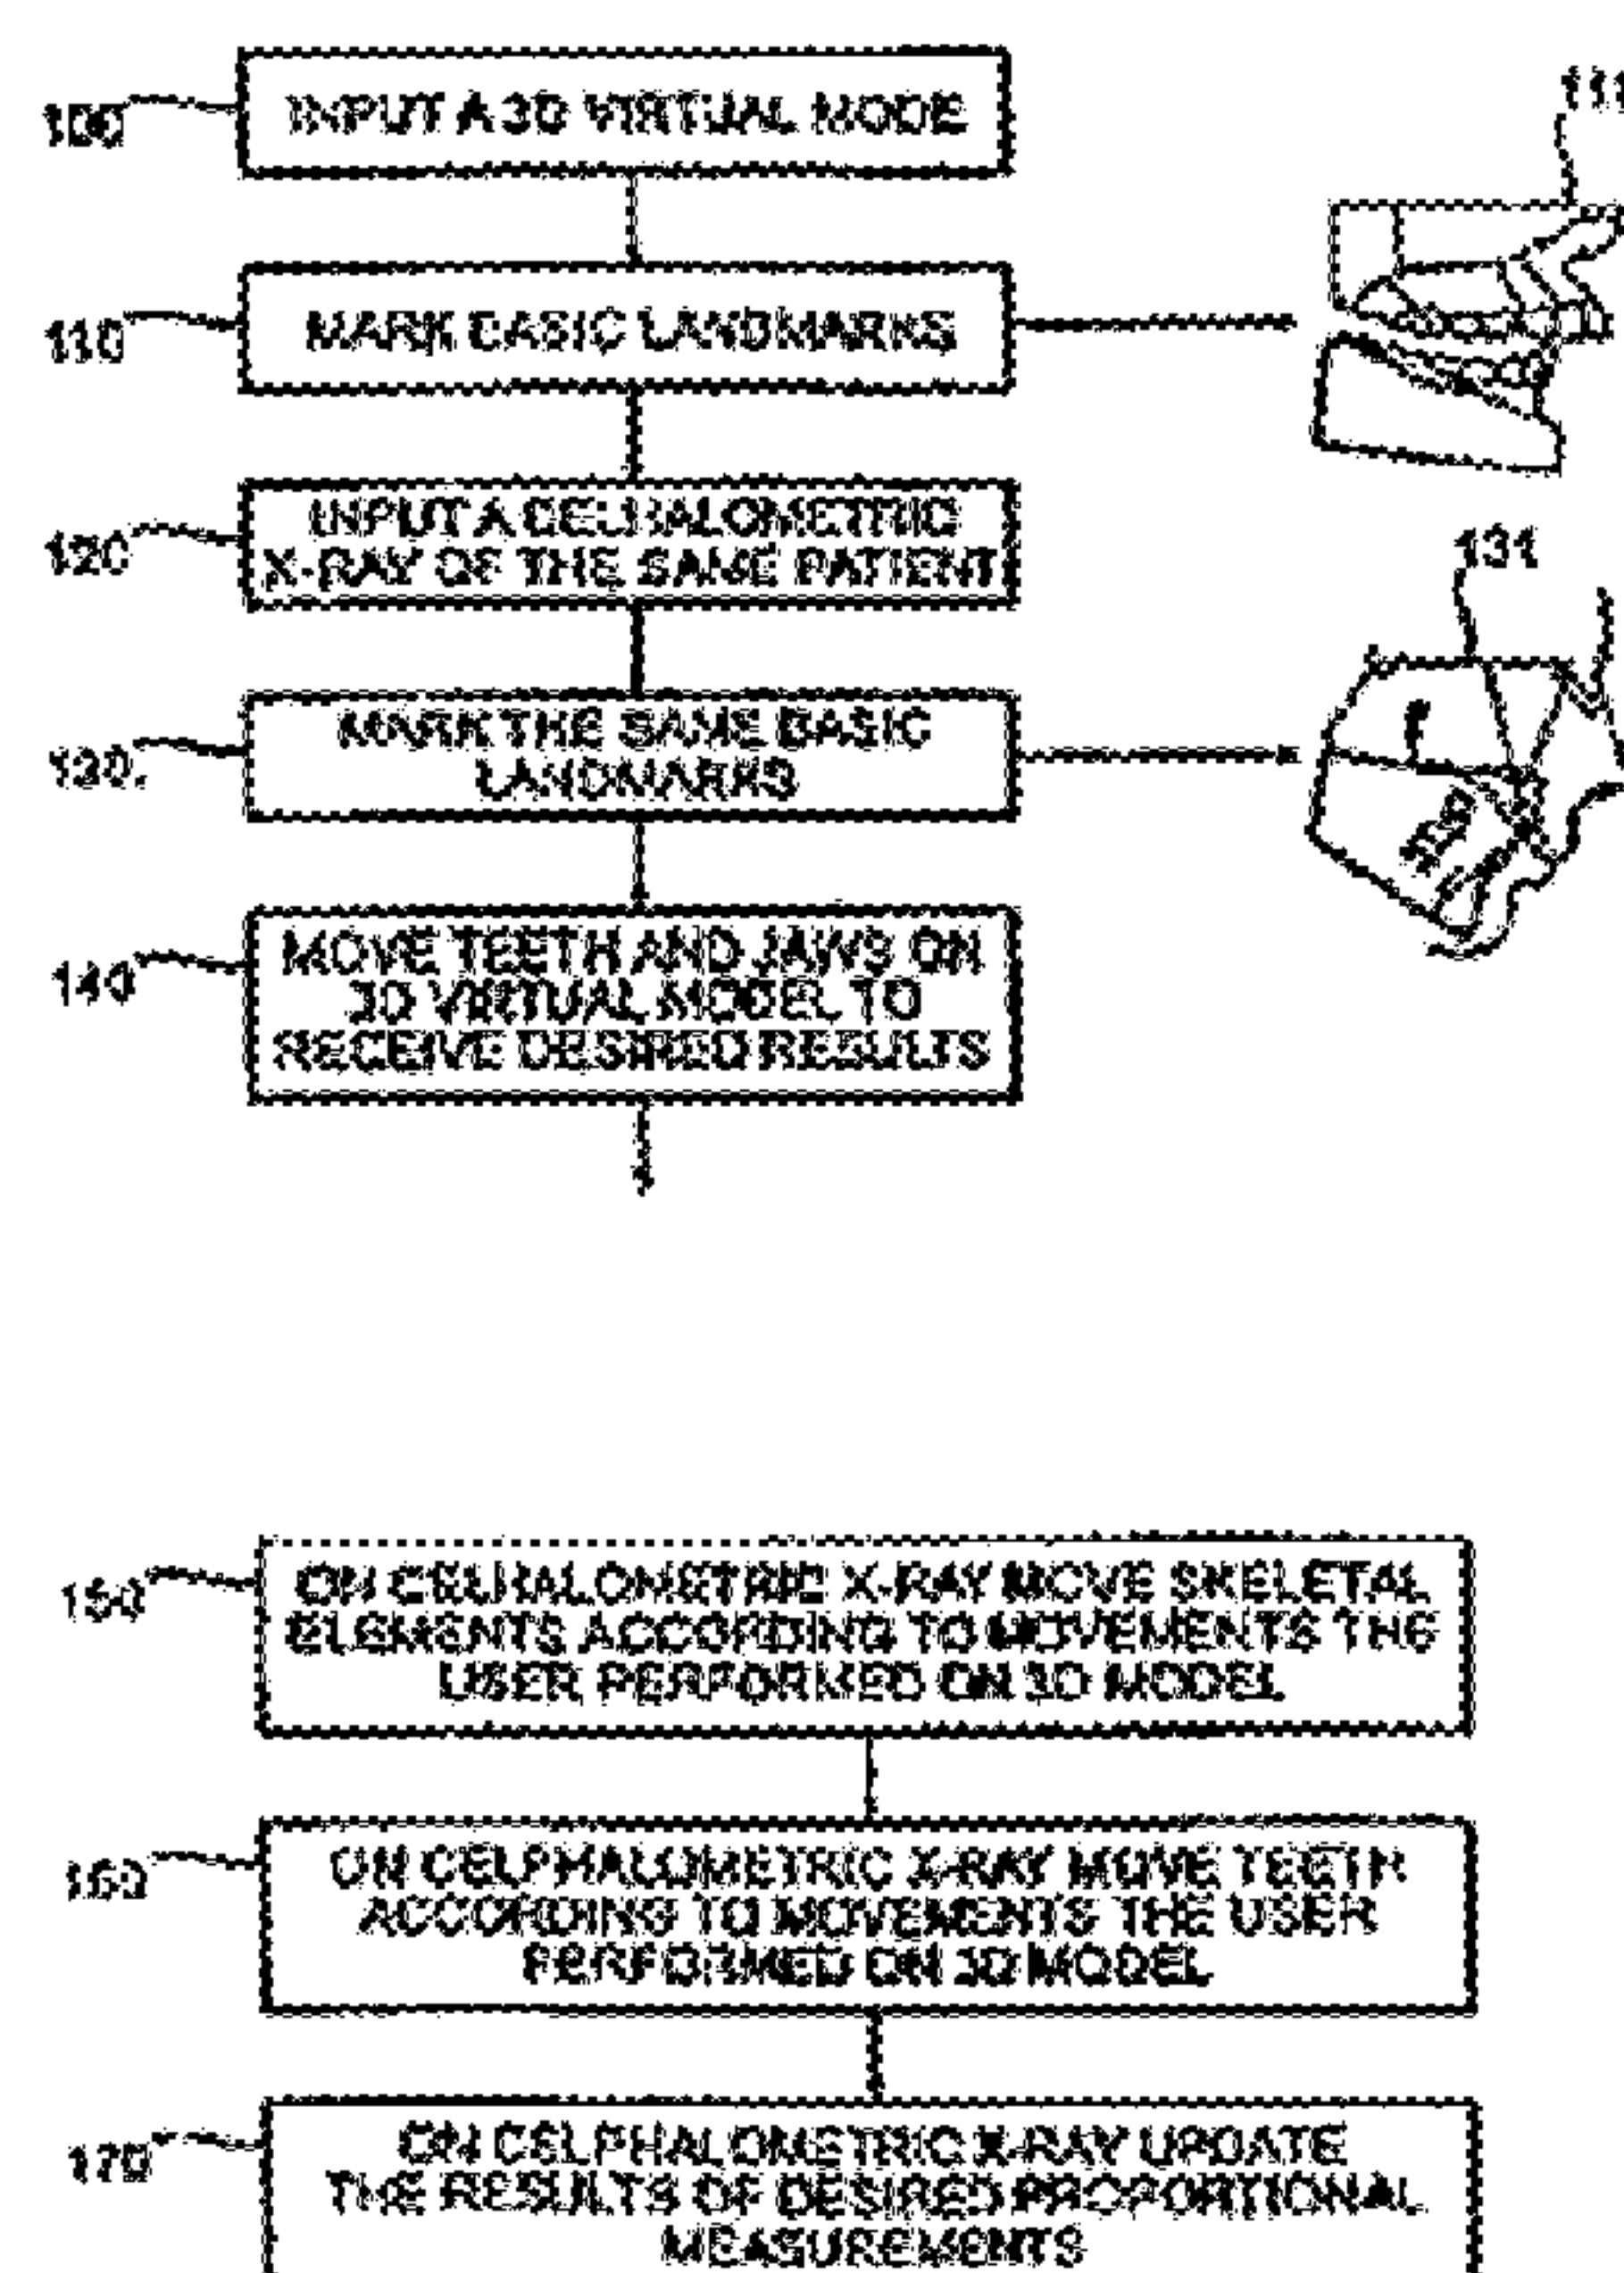 100
INPUT A 3D VIRTUAL MODE
111
110
MARK BASIC LANDMARKS
120
INPUT A CELHALOMETRIC
X-RAY OF THE SAME PATIENT
131
130.
MARK THE SAME BASIC
LANDMARKS
140
MOVE TEETH AND JAWS ON
3D VIRTUAL MODEL TO
RECEIVE DESIRED RESULTS
150
ON CELHALOMETRIC X-RAY MOVE SKELETAL
ELEMENTS ACCORDING TO MOVEMENTS THE
USER PERFORMED ON 3D MODEL
160
ON CELPHALOMETRIC X-RAY MOVE TEETH
ACCORDING TO MOVEMENTS THE USER
PERFORMED ON 3D MODEL
170
ON CELPHALOMETRIC X-RAY UPDATE
THE RESULTS OF DESIRED PROPORTIONAL
MEASUREMENTS